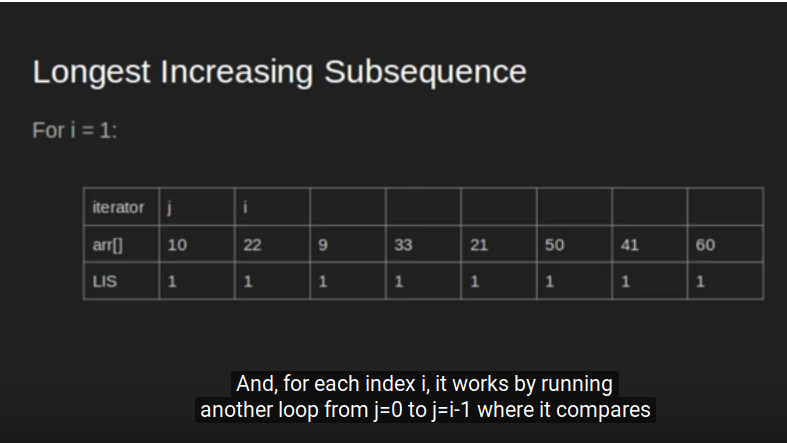 Longest Increasing Subsequence
For i = 1:
iterator j i
arr[] 10 22 9 33 21 50 41 60
LIS 1 1 1 1 1 1 1 1
And, for each index i, it works by running
another loop from j=0 to j=i-1 where it compares